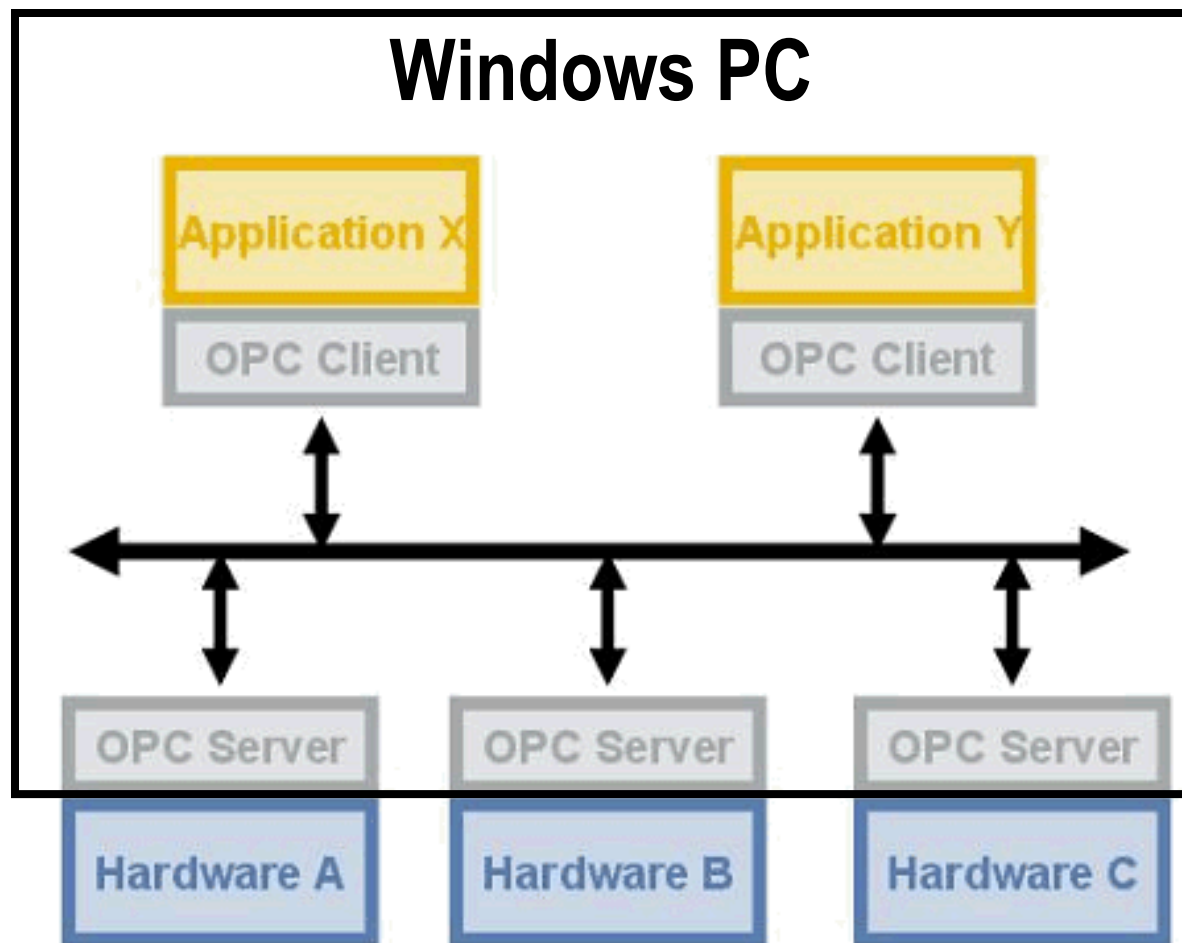 Windows PC
Application X
Application Y
OPC Client
OPC Client
OPC Server
OPC Server
OPC Server
Hardware A
Hardware B
Hardware C